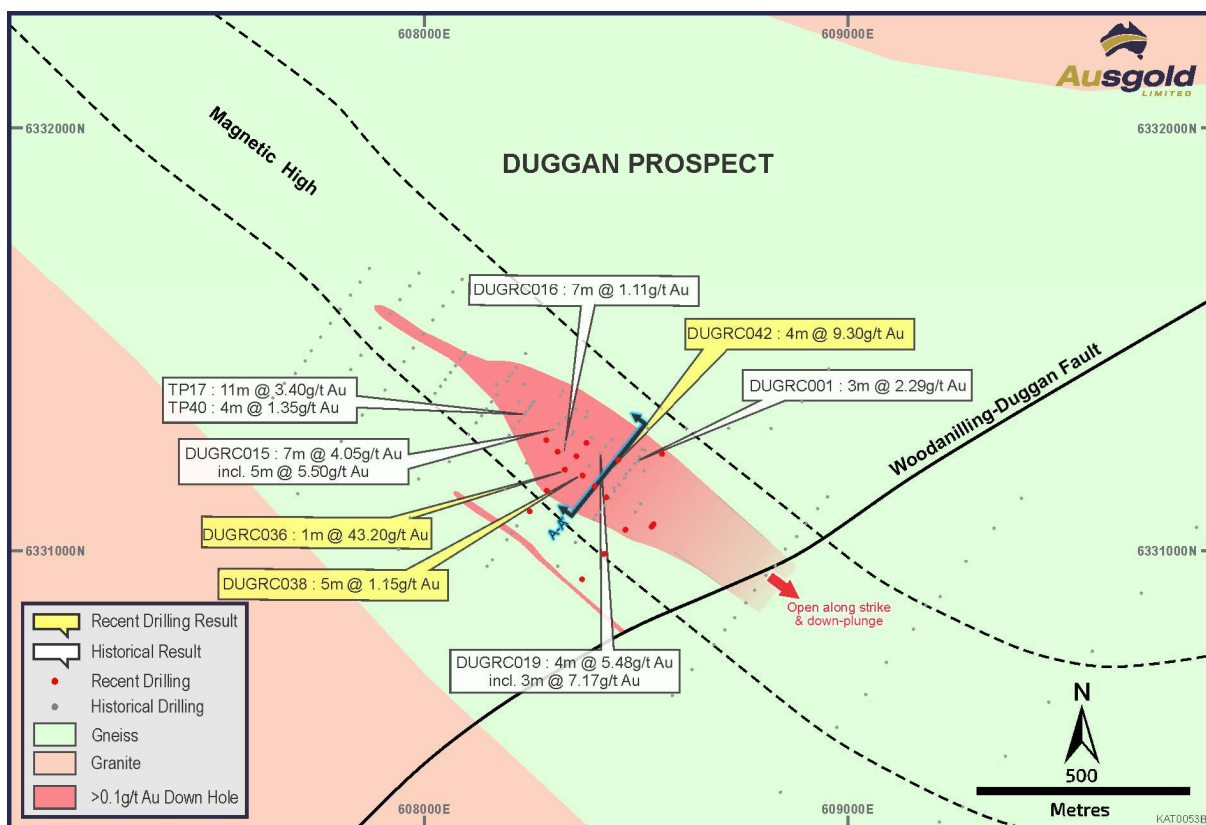 608000E
609000E
Ausgold
LIMITED
6332000N
6332000N
Magnetic High
DUGGAN PROSPECT
DUGRC016 : 7m @ 1.11g/t Au
DUGRC042 : 4m @ 9.30g/t Au
TP17 : 11m @ 3.40g/t Au
TP40 : 4m @ 1.35g/t Au
DUGRC001 : 3m @ 2.29g/t Au
Woodanilling-Duggan Fault
DUGRC015 : 7m @ 4.05g/t Au
incl. 5m @ 5.50g/t Au
DUGRC036 : 1m @ 43.20g/t Au
A-A'
6331000N
6331000N
DUGRC038 : 5m @ 1.15g/t Au
Open along strike
& down-plunge
DUGRC019 : 4m @ 5.48g/t Au
incl. 3m @ 7.17g/t Au
Recent Drilling Result
Historical Result
Recent Drilling
Historical Drilling
Gneiss
Granite
>0.1g/t Au Down Hole
N
500
Metres
608000E
609000E
KAT0053B